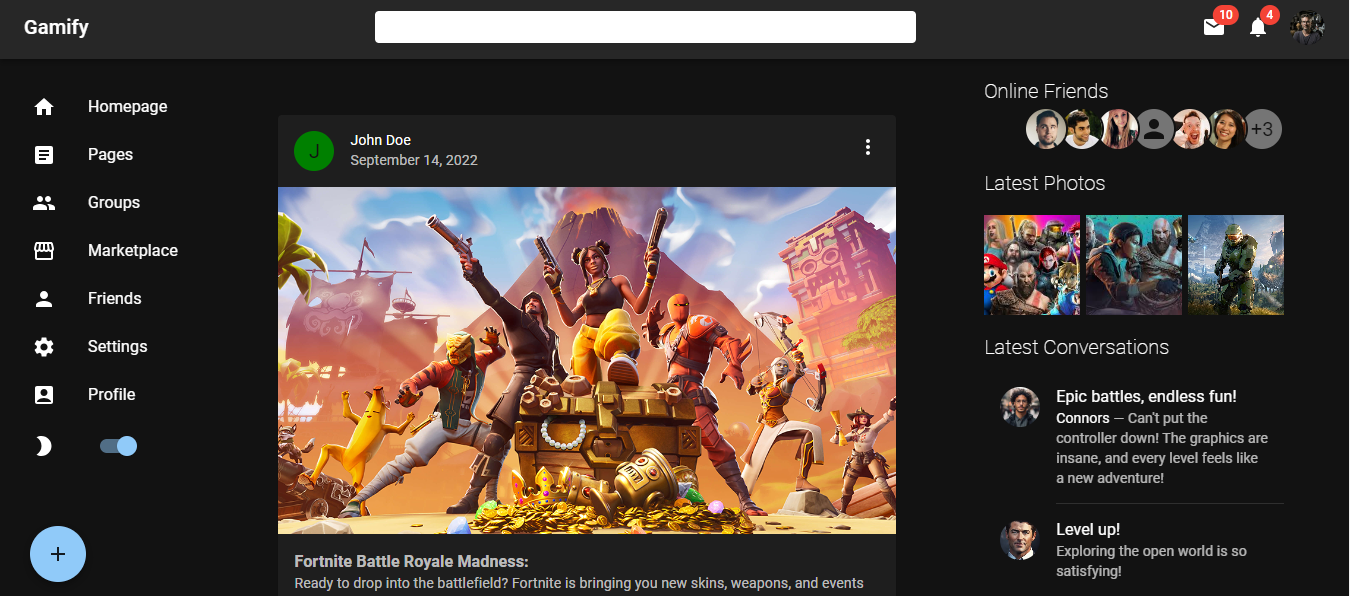 Gamify
10
4
Homepage
Pages
Groups
Marketplace
Friends
Settings
Profile
J
John Doe
September 14, 2022
Fortnite Battle Royale Madness:
Ready to drop into the battlefield? Fortnite is bringing you new skins, weapons, and events
Online Friends
+3
Latest Photos
Latest Conversations
Epic battles, endless fun!
Connors — Can't put the
controller down! The graphics are
insane, and every level feels like
a new adventure!
Level up!
Exploring the open world is so
satisfying!